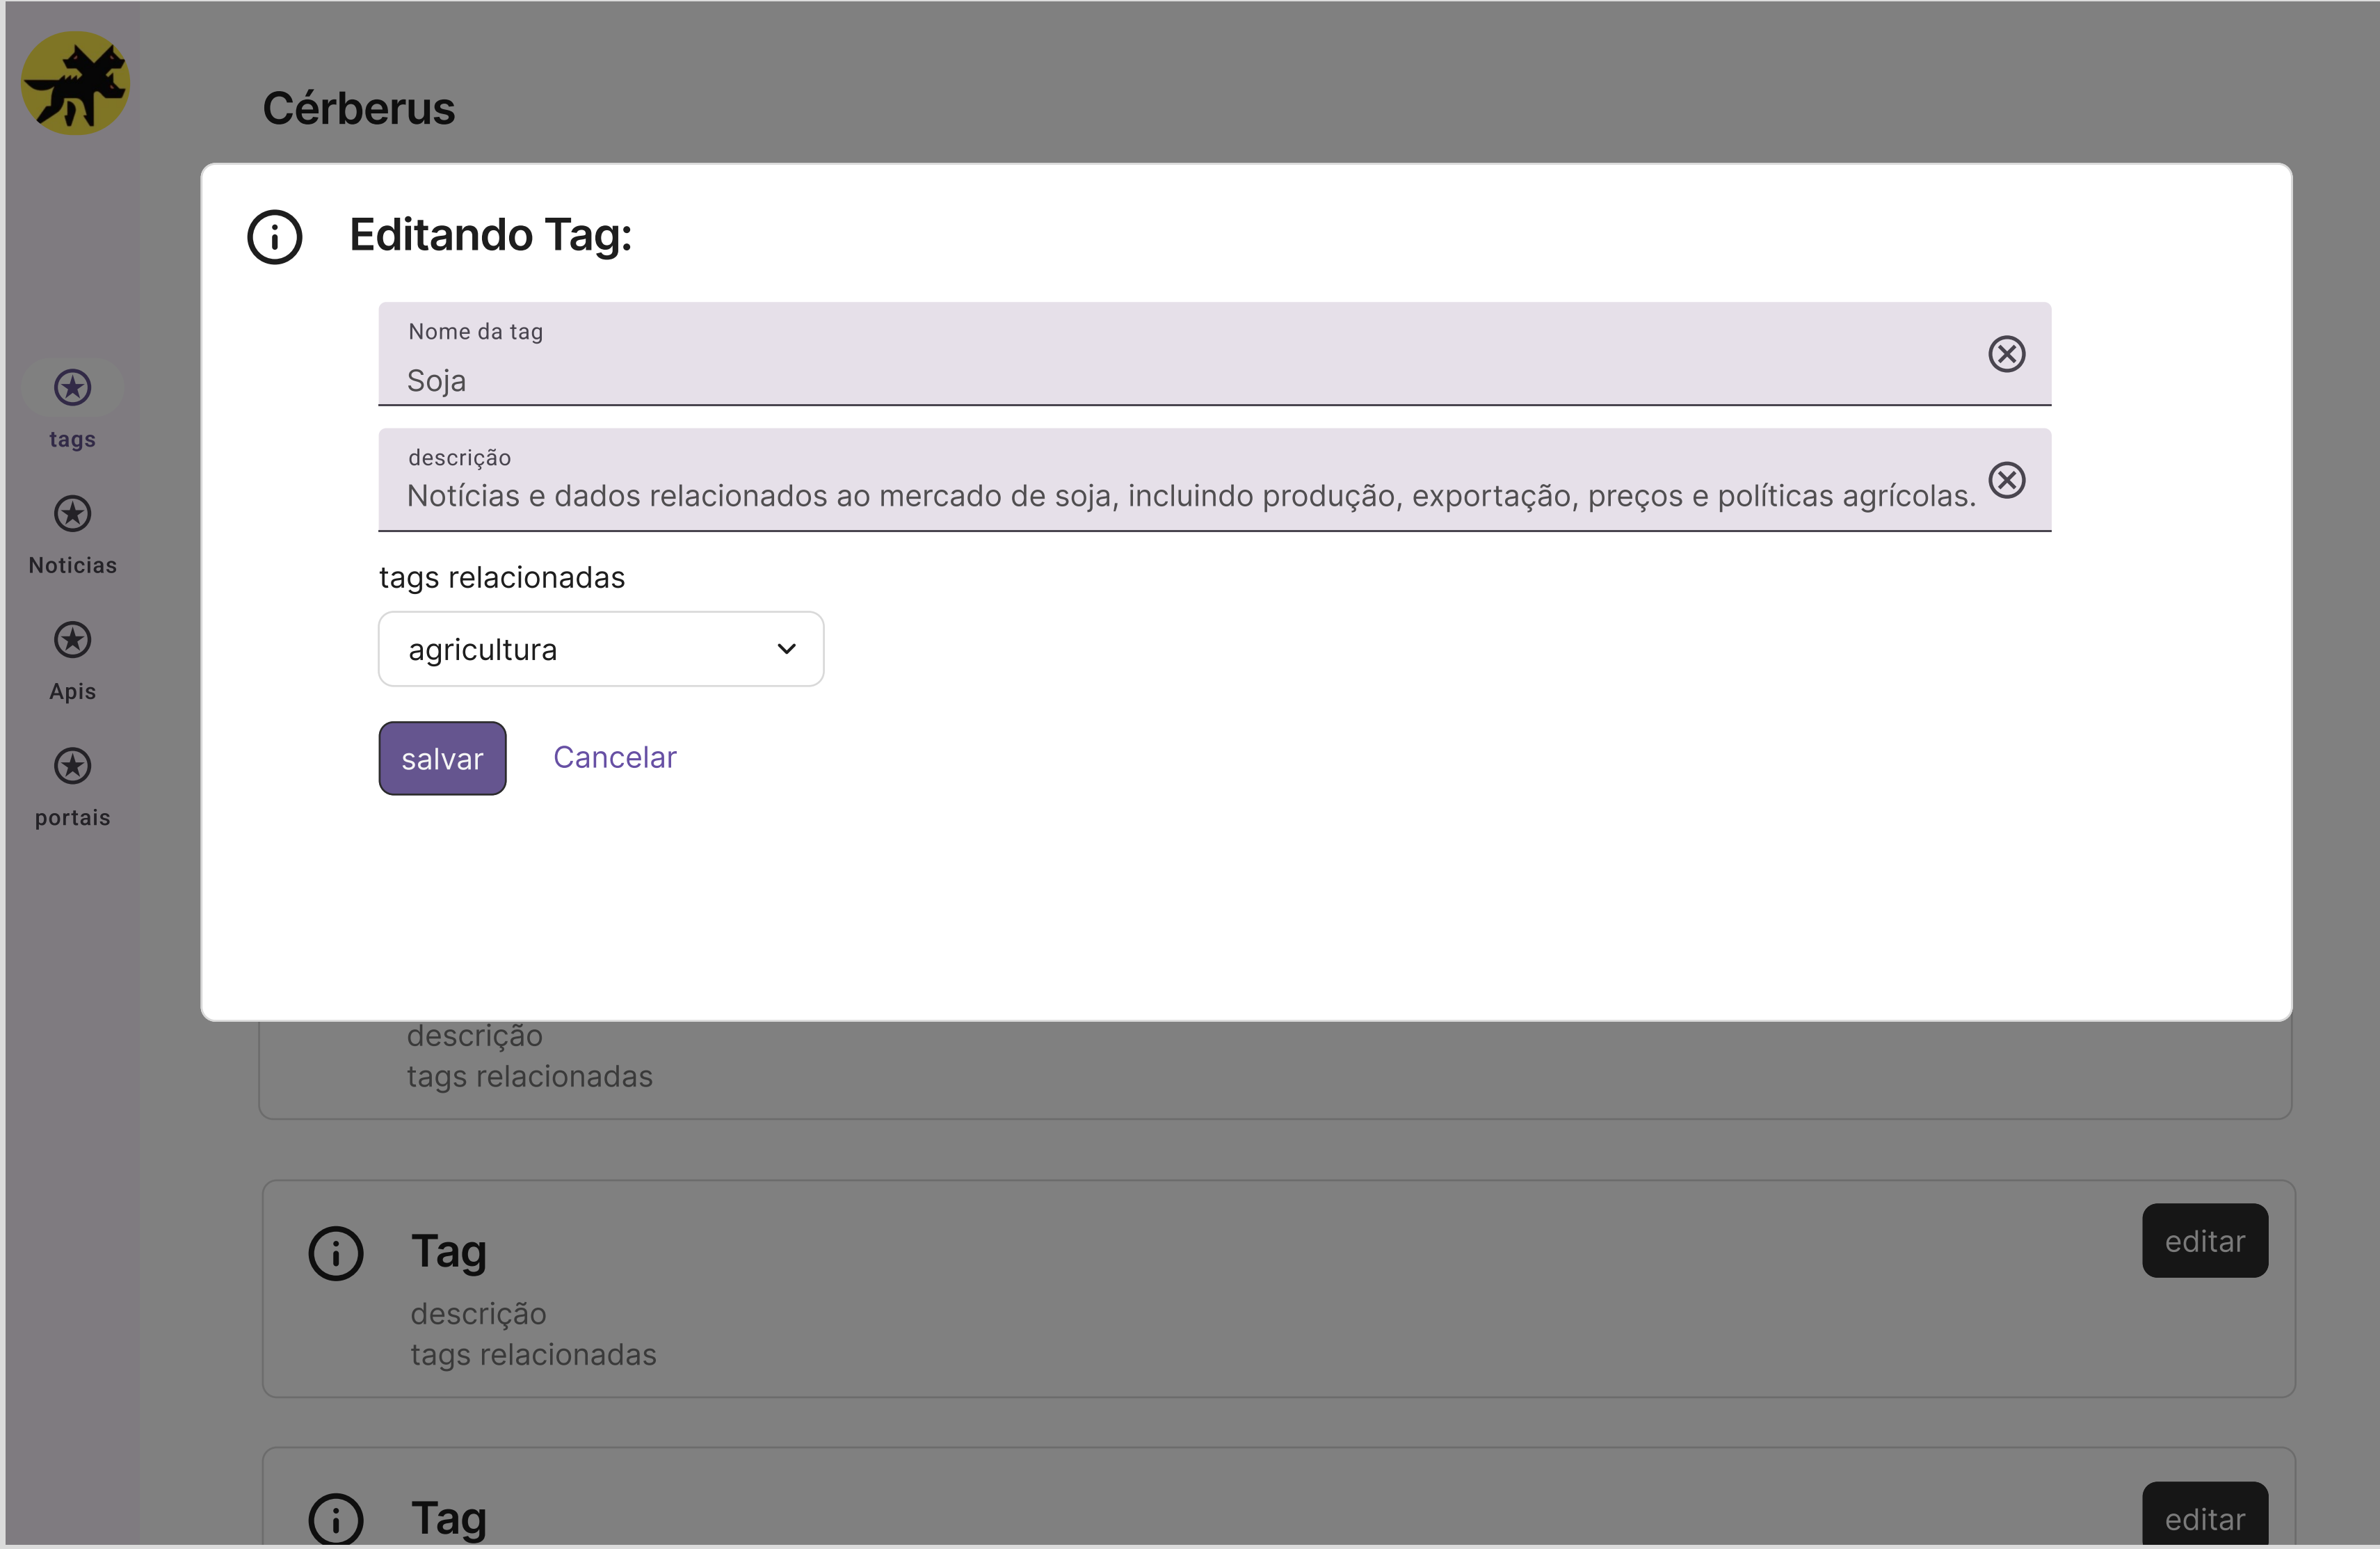 Cérberus
Editando Tag:
Nome da tag
Soja
descrição
Notícias e dados relacionados ao mercado de soja, incluindo produção, exportação, preços e políticas agrícolas.
tags relacionadas
agricultura
salvar
Cancelar
tags
Noticias
Apis
portais
descrição
tags relacionadas
Tag
editar
descrição
tags relacionadas
Tag
editar